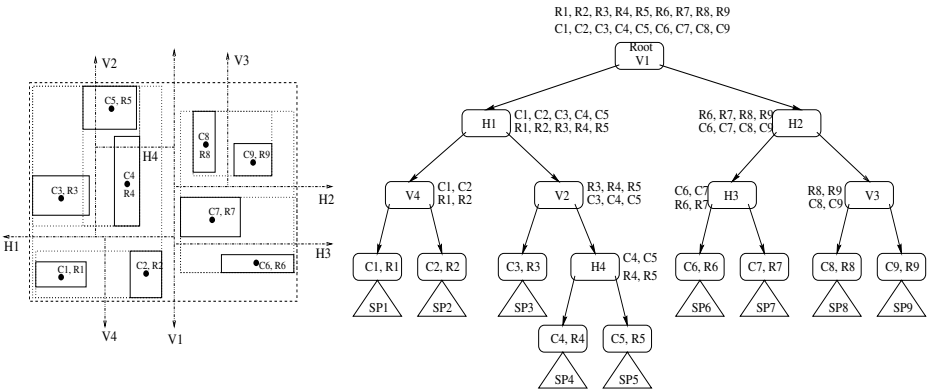 R1, R2, R3, R4, R5, R6, R7, R8, R9
C1, C2, C3, C4, C5, C6, C7, C8, C9
Root
V1
H1
C1, C2, C3, C4, C5
R1, R2, R3, R4, R5
R6, R7, R8, R9
C6, C7, C8, C9
H2
V4
C1, C2
R1, R2
V2
R3, R4, R5
C3, C4, C5
C6, C7
R6, R7
H3
R8, R9
C8, C9
V3
C1, R1
C2, R2
C3, R3
H4
C4, C5
R4, R5
C6, R6
C7, R7
C8, R8
C9, R9
SP1
SP2
SP3
SP6
SP7
SP8
SP9
C4, R4
C5, R5
SP4
SP5
V2
V3
C5, R5
C8
R8
C9, R9
H4
C4
R4
C3, R3
H2
C7, R7
H1
H3
C1, R1
C2, R2
C6, R6
V4
V1